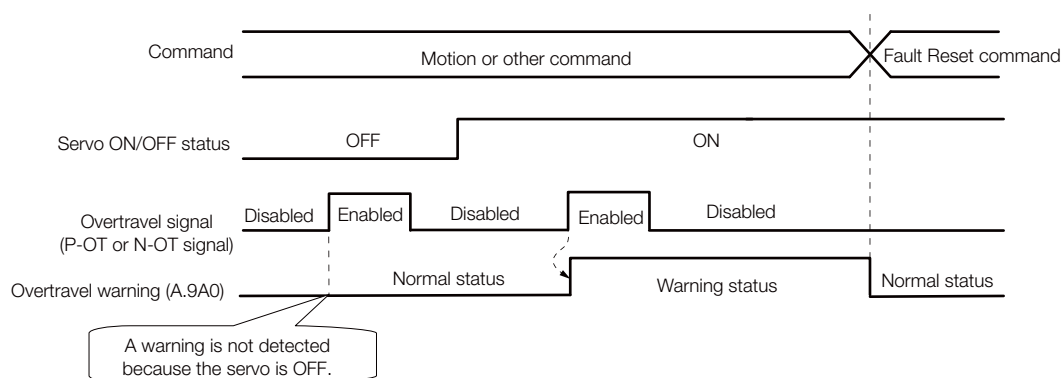 Command
Motion or other command
Fault Reset command
Servo ON/OFF status
OFF
ON
Overtravel signal
(P-OT or N-OT signal)
Disabled
Enabled
Disabled
Enabled
Disabled
Overtravel warning (A.9A0)
Normal status
Warning status
Normal status
A warning is not detected
because the servo is OFF.